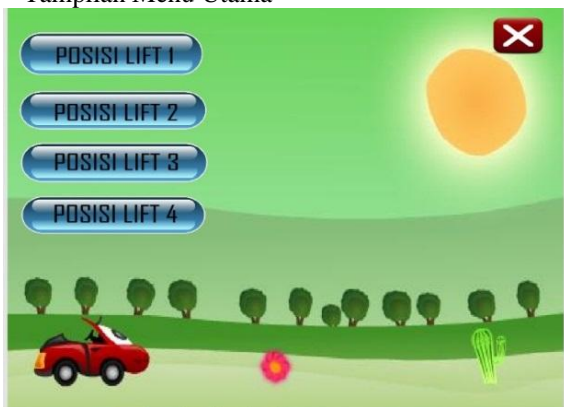 Tampilan Menu Utama
POSISI LIFT 1
POSISI LIFT 2
POSISI LIFT 3
POSISI LIFT 4